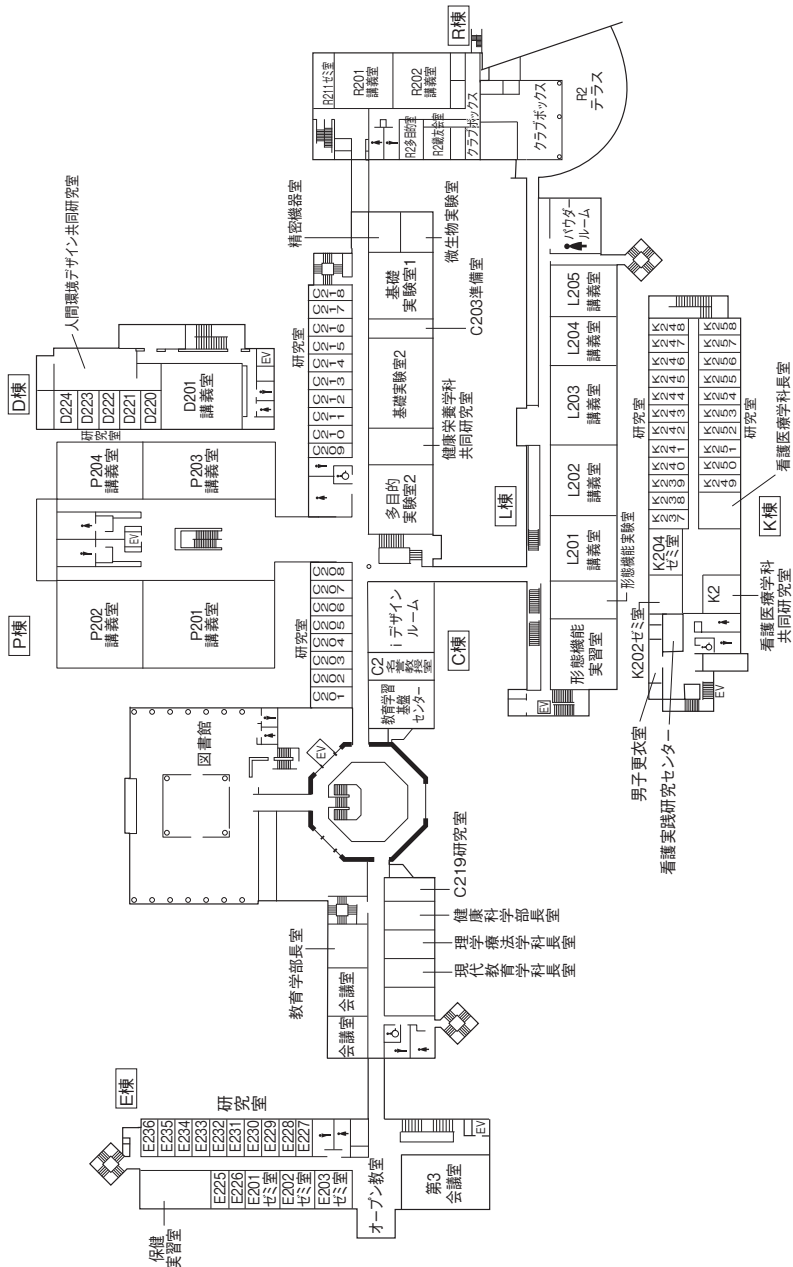 R棟
R211ゼミ室
R201
講義室
R202
講義室
R2多目的室
R2畿友会室
クラブボックス
クラブボックス
R2
テラス
人間環境デザイン共同研究室
D棟
D224
D223
D222
D221
D220
研究室
D201
講義室
EV
P棟
P204
講義室
P203
講義室
EV
P202
講義室
P201
講義室
精密機器室
微生物実験室
研究室
C218
C217
C216
C215
C214
C213
C212
C211
C210
C209
基礎
実験室1
C203準備室
基礎実験室2
健康栄養学科
共同研究室
多目的
実験室2
研究室
C208
C207
C206
C205
C204
C203
C202
C201
iデザイン
ルーム
C2
名誉教授室
教育学習
基盤
センター
C棟
図書館
EV
パウダー
ルーム
L205
講義室
L204
講義室
L203
講義室
L202
講義室
L201
講義室
L棟
形態機能実験室
形態機能
実習室
EV
研究室
K248
K247
K246
K245
K244
K243
K242
K241
K240
K239
K238
K237
K204
ゼミ室
K202ゼミ室
K258
K257
K256
K255
K254
K253
K252
K251
K250
K249
研究室
看護医療学科長室
K棟
K2
看護医療学科
共同研究室
男子更衣室
看護実践研究センター
EV
C219研究室
健康科学部長室
理学療法学科長室
現代教育学科長室
教育学部長室
会議室
会議室
E棟
研究室
E236
E235
E234
E233
E232
E231
E230
E229
E228
E227
保健
実習室
E225
E226
E201
ゼミ室
E202
ゼミ室
E203
ゼミ室
オープン教室
第3
会議室
EV